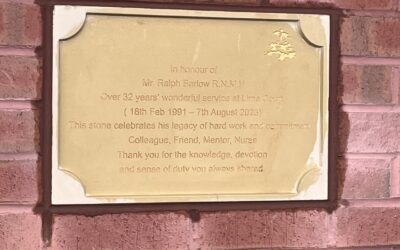 In honour of
Mr. Ralph Barlow R.N.M.H
Over 32 years' wonderful service at Lime Court
( 18th Feb 1991 – 7th August 2023)
This stone celebrates his legacy of hard work and commitment
Colleague, Friend, Mentor, Nurse
Thank you for the knowledge, devotion
and sense of duty you always shared.